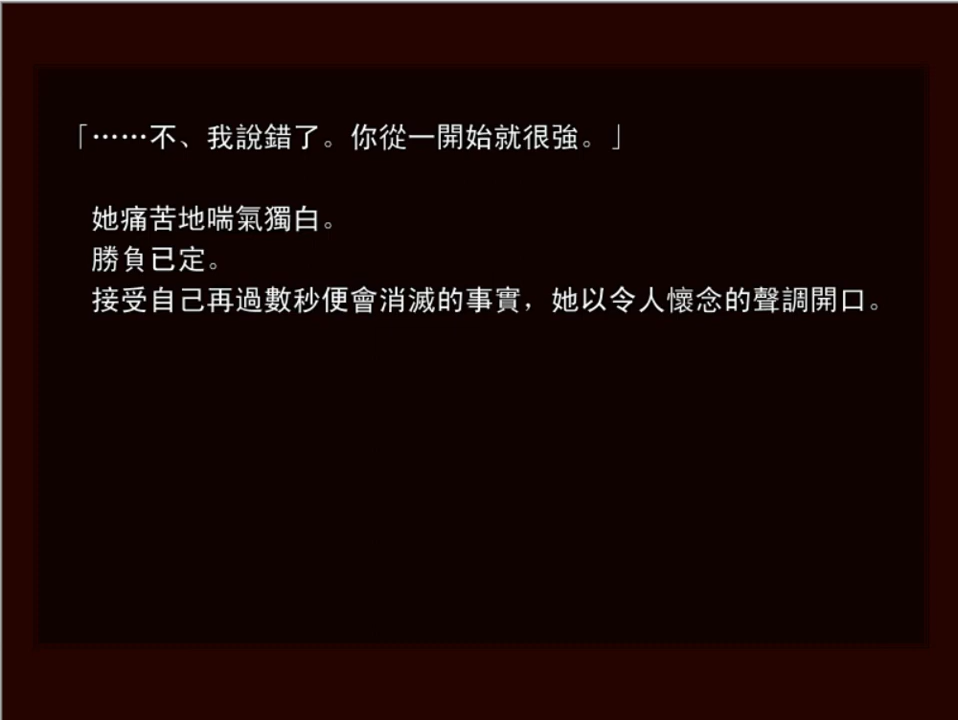 「……不、我說錯了。你從一開始就很強。」
她痛苦地喘氣獨白。
勝負已定。
接受自己再過數秒便會消滅的事實，她以令人懷念的聲調開口。